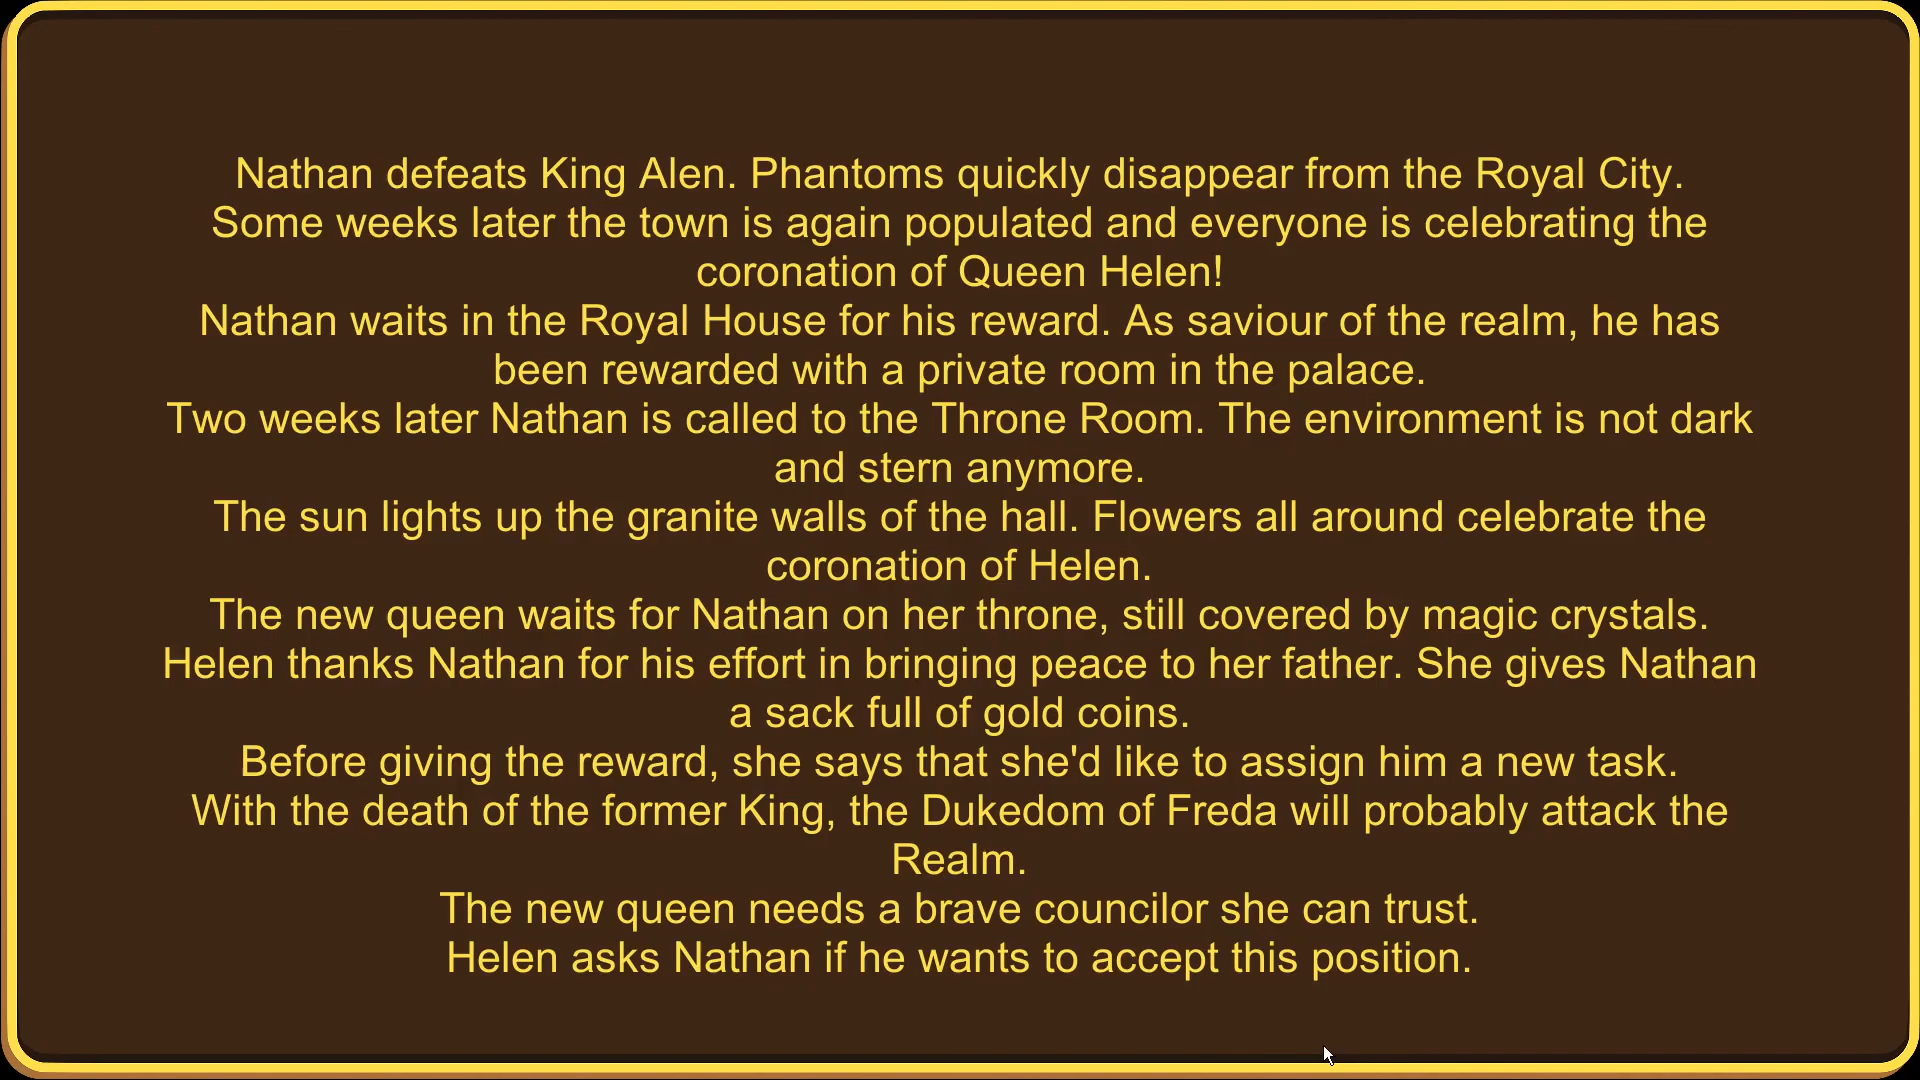 Nathan defeats King Alen. Phantoms quickly disappear from the Royal City.
Some weeks later the town is again populated and everyone is celebrating the
coronation of Queen Helen!
Nathan waits in the Royal House for his reward. As saviour of the realm, he has
been rewarded with a private room in the palace.
Two weeks later Nathan is called to the Throne Room. The environment is not dark
and stern anymore.
The sun lights up the granite walls of the hall. Flowers all around celebrate the
coronation of Helen.
The new queen waits for Nathan on her throne, still covered by magic crystals.
Helen thanks Nathan for his effort in bringing peace to her father. She gives Nathan
a sack full of gold coins.
Before giving the reward, she says that she'd like to assign him a new task.
With the death of the former King, the Dukedom of Freda will probably attack the
Realm.
The new queen needs a brave councilor she can trust.
Helen asks Nathan if he wants to accept this position.